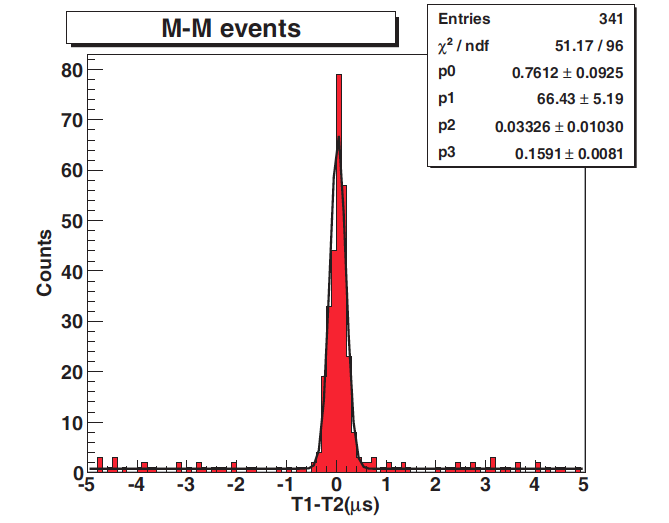 M-M events
Entries 341
χ² / ndf 51.17 / 96
p0 0.7612 ± 0.0925
p1 66.43 ± 5.19
p2 0.03326 ± 0.01030
p3 0.1591 ± 0.0081
80
70
60
50
40
30
20
10
0
Counts
-5 -4 -3 -2 -1 0 1 2 3 4 5
T1-T2(μs)